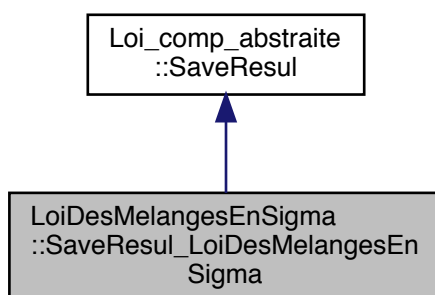 Loi_comp_abstraite
::SaveResul
LoiDesMelangesEnSigma
::SaveResul_LoiDesMelangesEn
Sigma